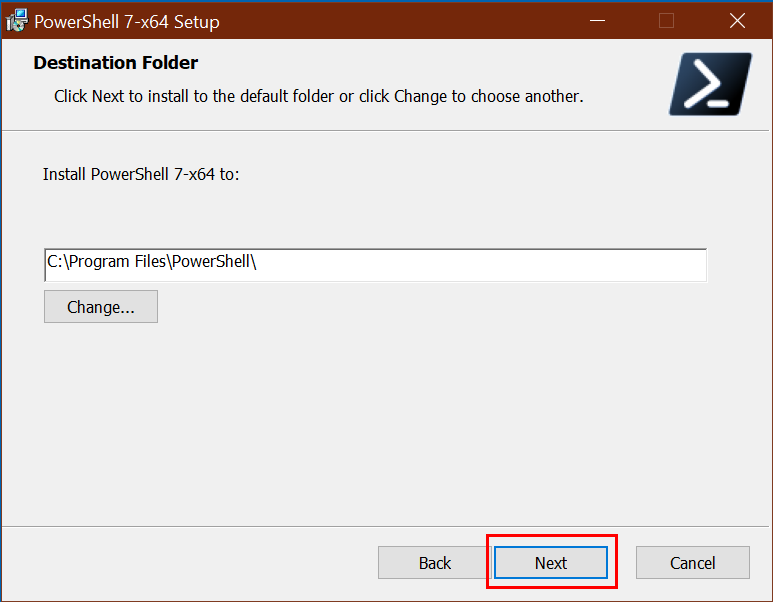 PowerShell 7-x64 Setup
Destination Folder
Click Next to install to the default folder or click Change to choose another.
Install PowerShell 7-x64 to:
C:\Program Files\PowerShell\
Change...
Back
Next
Cancel